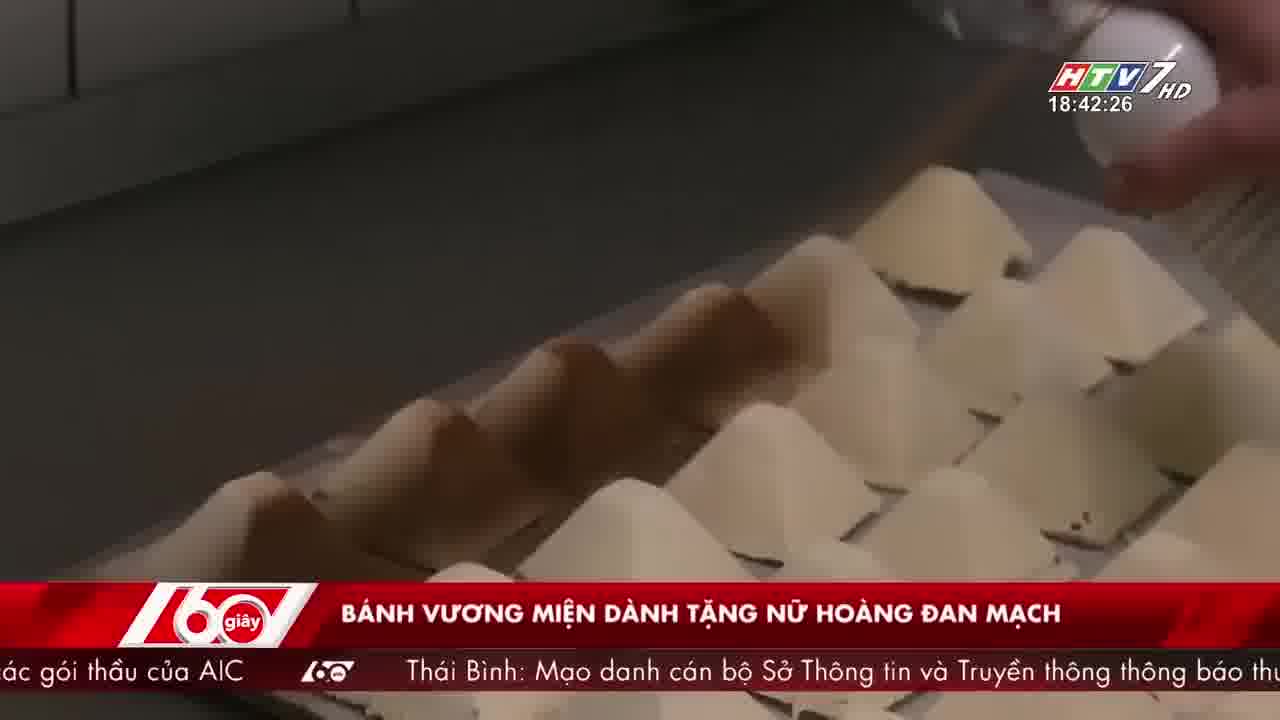 HTV7 HD
18:42:26
60 giây
BÁNH VƯƠNG MIỆN DÀNH TẶNG NỮ HOÀNG ĐAN MẠCH
các gói thầu của AIC 60 Thái Bình: Mạo danh cán bộ Sở Thông tin và Truyền thông thông báo